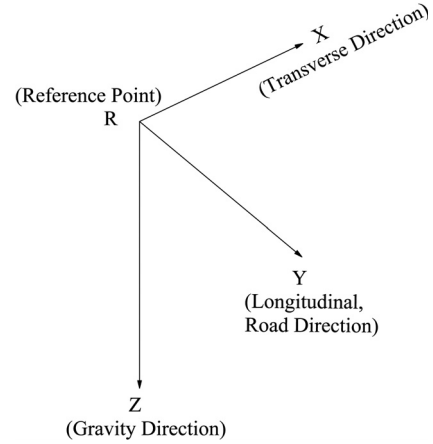 X
(Transverse Direction)
(Reference Point)
R
Y
(Longitudinal,
Road Direction)
Z
(Gravity Direction)